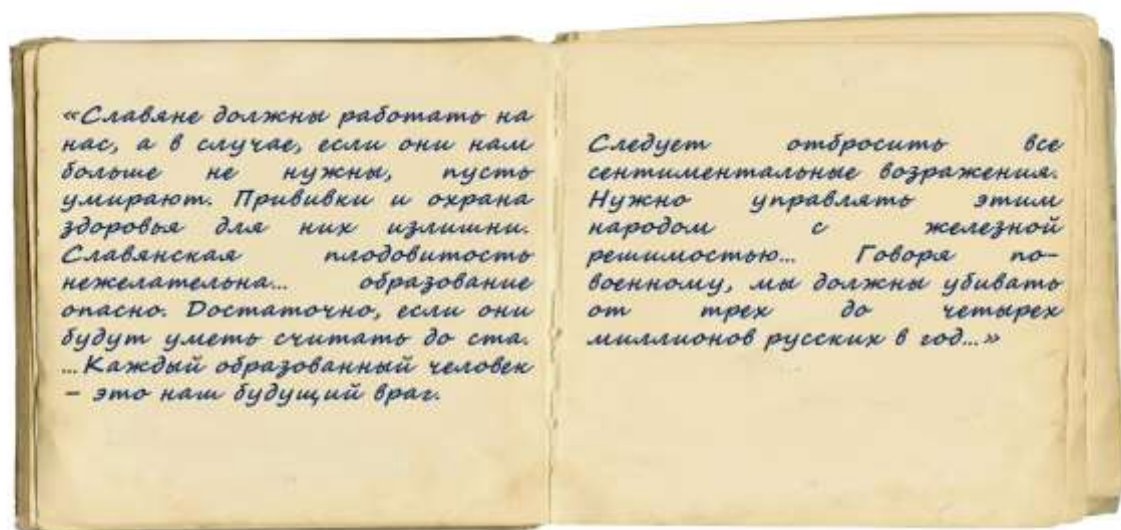 «Славяне должны работать на
нас, а в случае, если они нам
больше не нужны, пусть
умирают. Прививки и охрана
здоровья для них излишни.
Славянская плодовитость
нежелательна... образование
опасно. Достаточно, если они
будут уметь считать до ста.
...Каждый образованный человек
– это наш будущий враг.
Следует отбросить все
сентиментальные возражения.
Нужно управлять этим
народом с железной
решимостью... Говоря по-
военному, мы должны убивать
от трех до четырех
миллионов русских в год...»